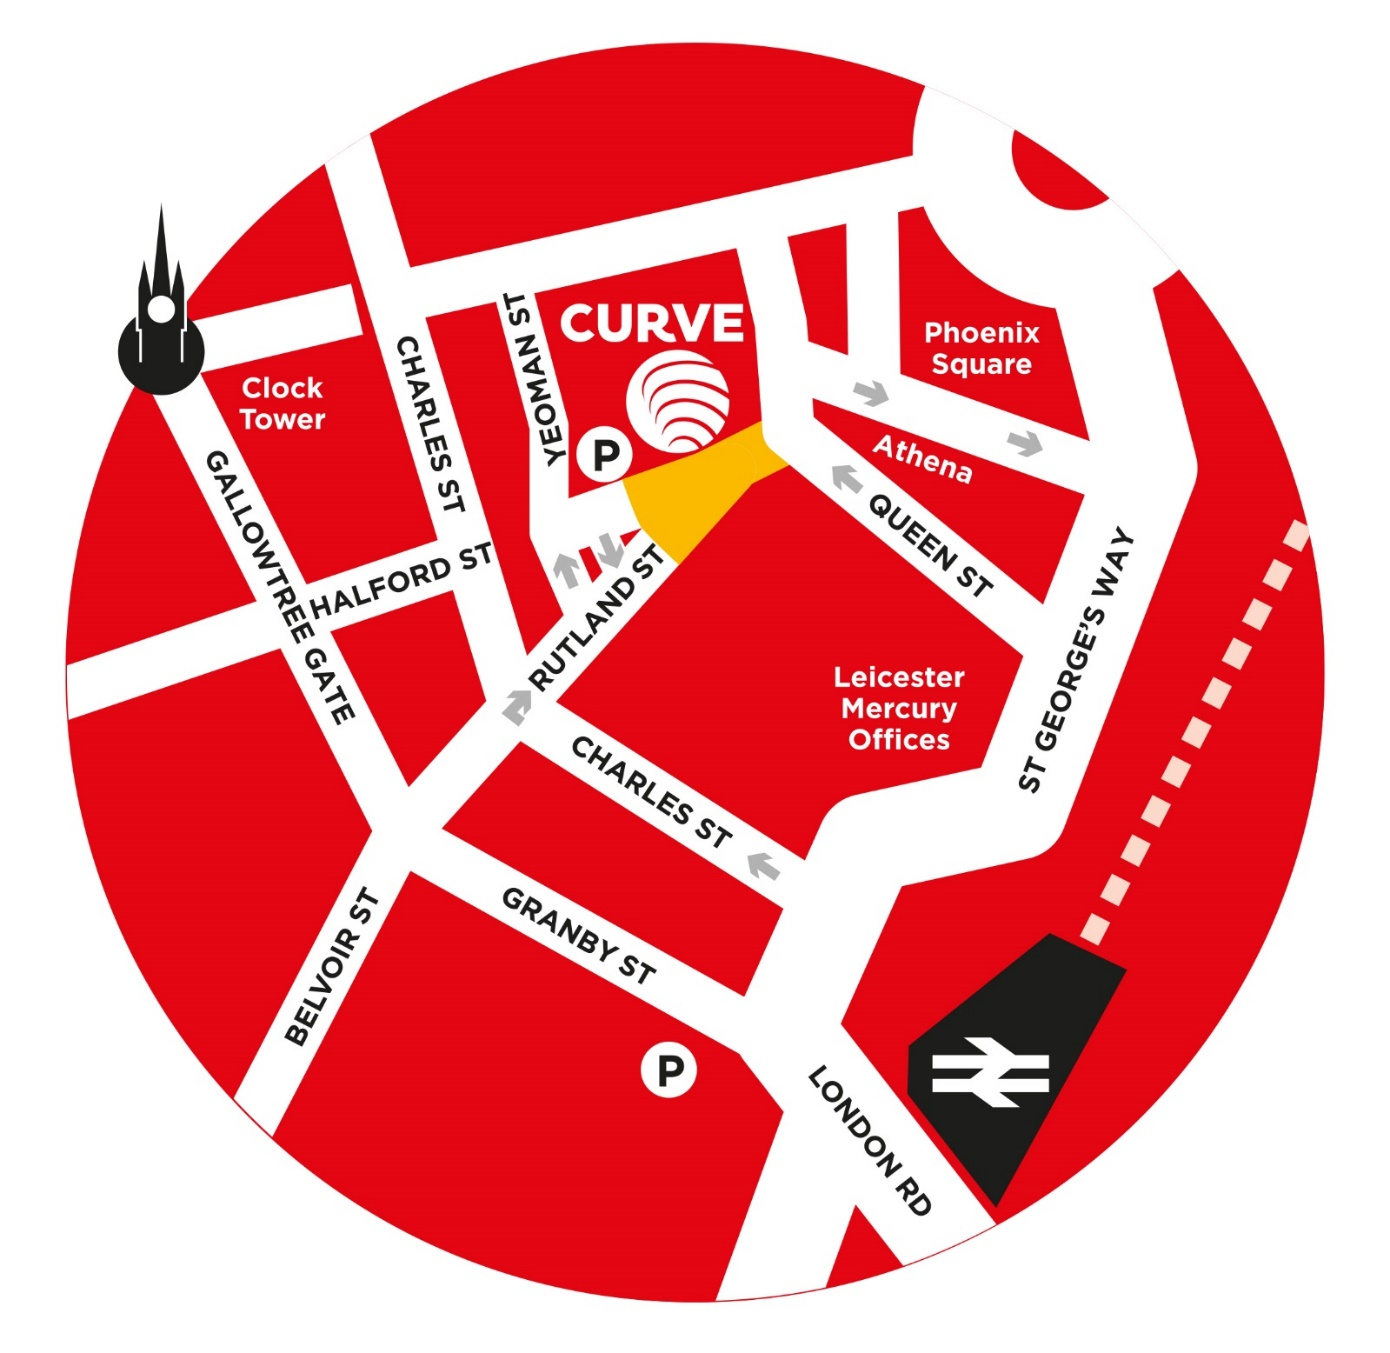 CURVE
YEOMAN ST
Phoenix
Square
Clock
Tower
CHARLES ST
P
Athena
GALLOWTREE GATE
QUEEN ST
HALFORD ST
RUTLAND ST
ST GEORGE'S WAY
Leicester
Mercury
Offices
CHARLES ST
GRANBY ST
BELVOIR ST
P
LONDON RD